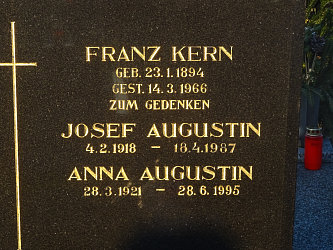 FRANZ KERN
GEB. 23.1.1894
GEST. 14.3.1966
ZUM GEDENKEN
JOSEF AUGUSTIN
4.2.1918 – 18.4.1987
ANNA AUGUSTIN
28.3.1921 – 28.6.1995